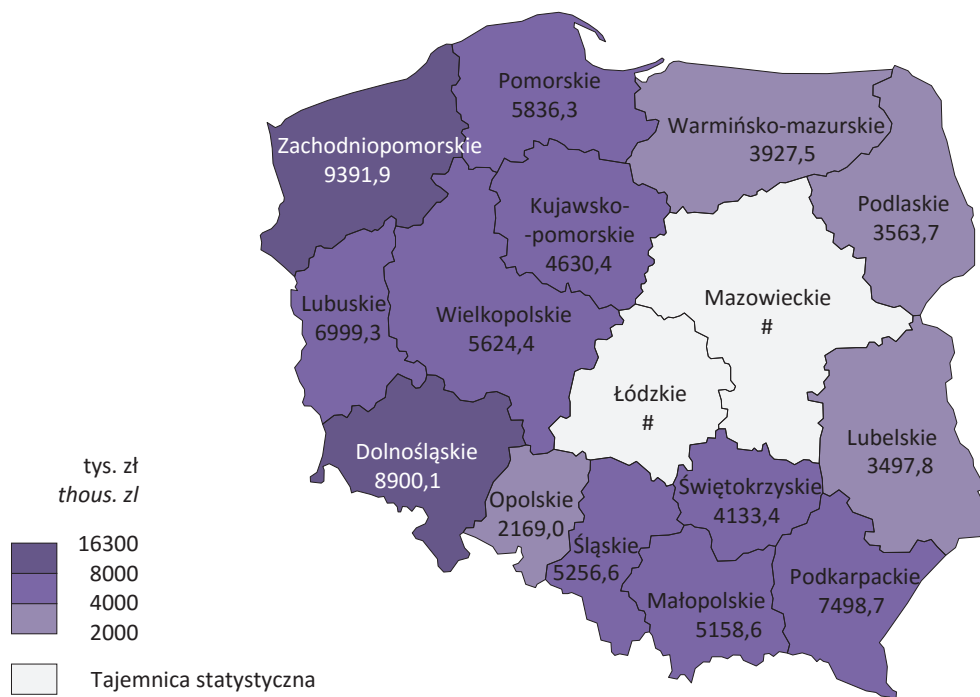 Pomorskie
5836,3
Warmińsko-mazurskie
3927,5
Zachodniopomorskie
9391,9
Podlaskie
3563,7
Kujawsko-
-pomorskie
4630,4
Mazowieckie
#
Lubuskie
6999,3
Wielkopolskie
5624,4
Łódzkie
#
Lubelskie
3497,8
Dolnośląskie
8900,1
Opolskie
2169,0
Świętokrzyskie
4133,4
Śląskie
5256,6
Małopolskie
5158,6
Podkarpackie
7498,7
tys. zł
thous. zl
16300
8000
4000
2000
Tajemnica statystyczna